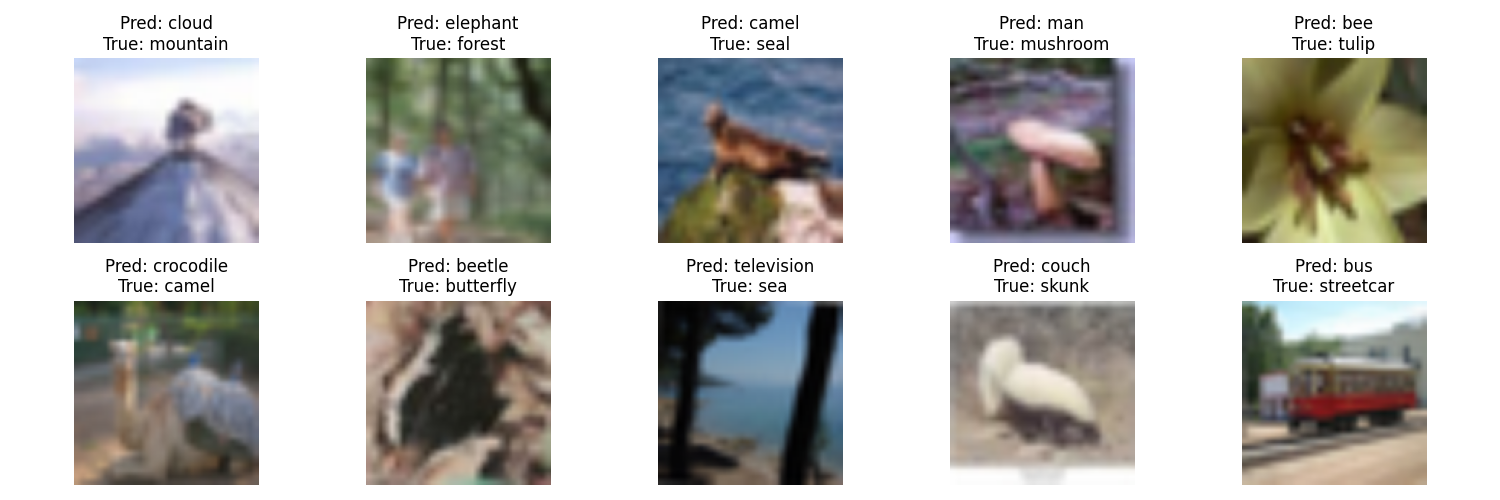 Pred: cloud
True: mountain
Pred: elephant
True: forest
Pred: camel
True: seal
Pred: man
True: mushroom
Pred: bee
True: tulip
Pred: crocodile
True: camel
Pred: beetle
True: butterfly
Pred: television
True: sea
Pred: couch
True: skunk
Pred: bus
True: streetcar